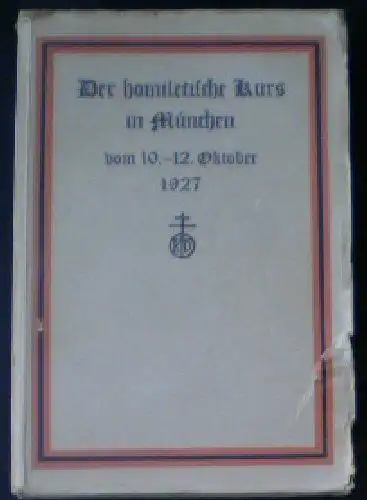 Der homiletische Kurs
in München
vom 10.–12. Oktober
1927